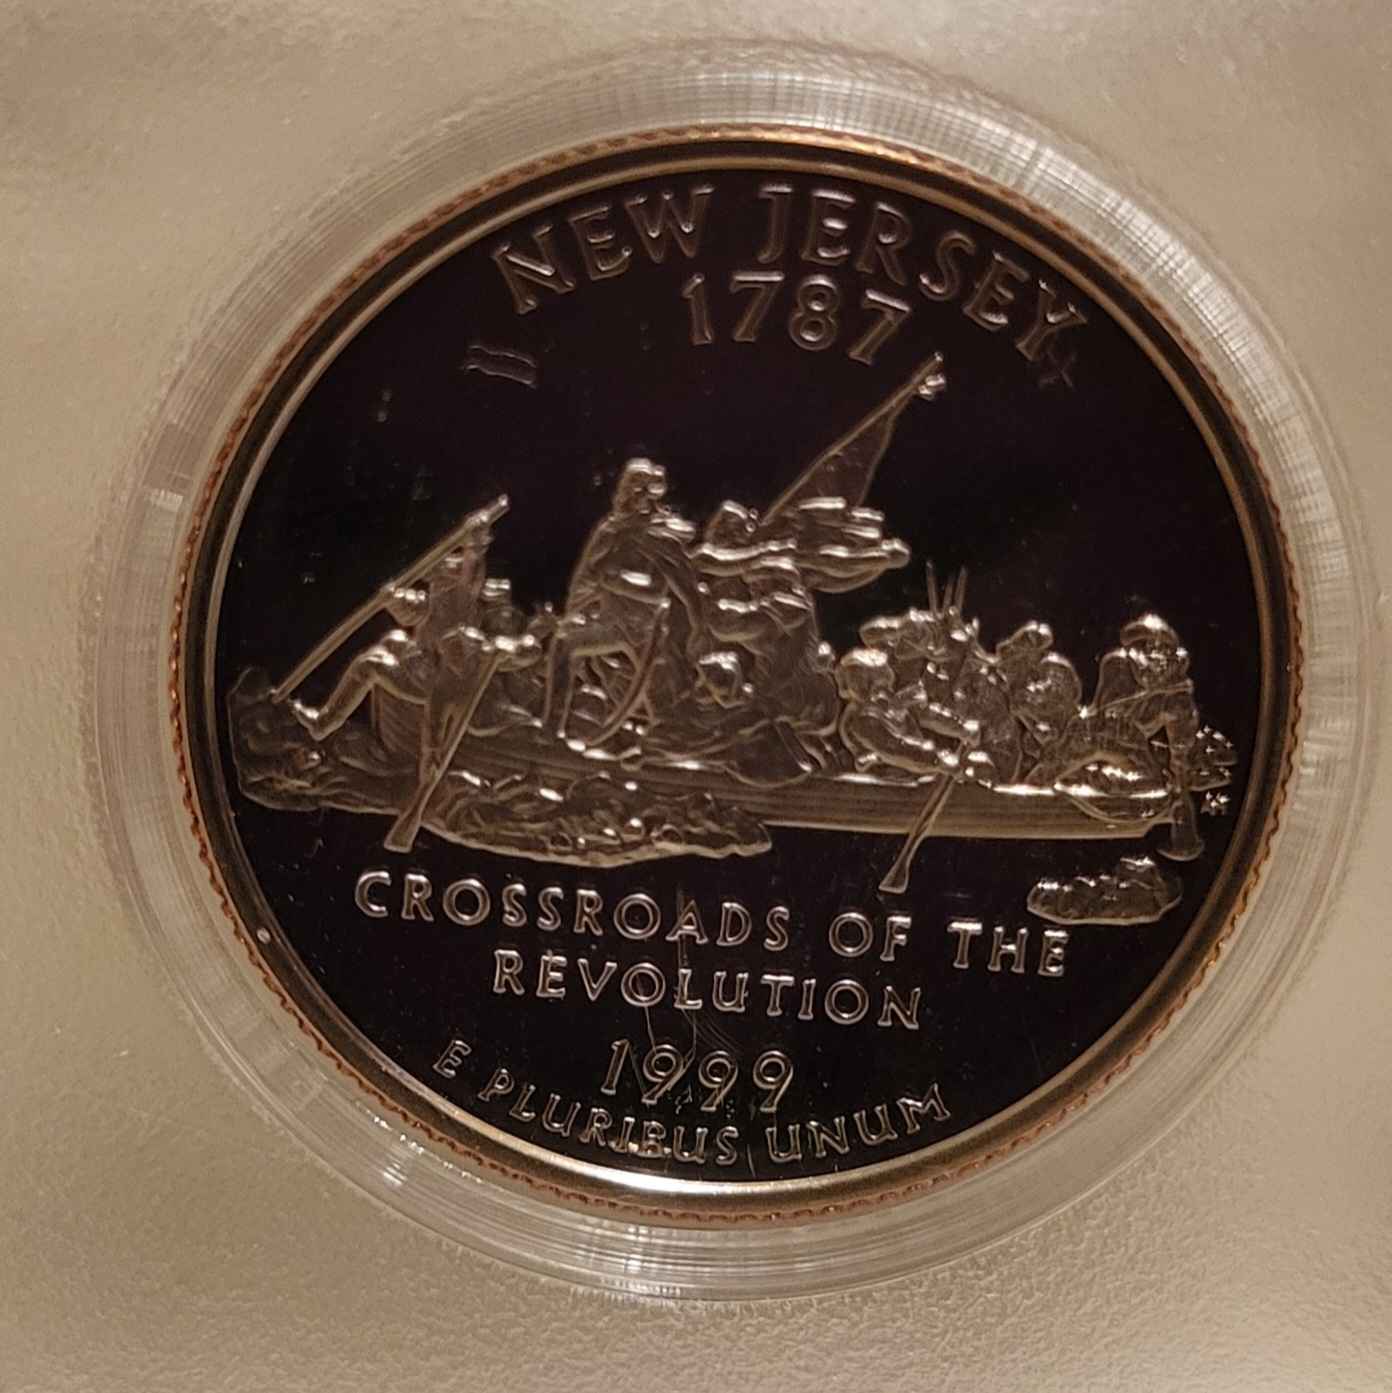 NEW JERSEY
1787
CROSSROADS OF THE
REVOLUTION
1999
E PLURIBUS UNUM